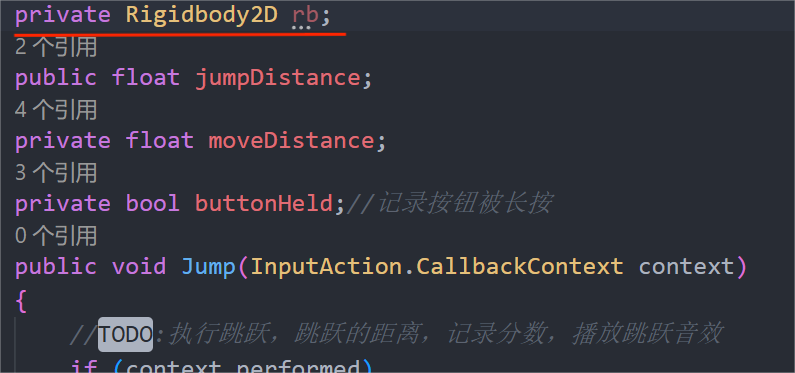 private Rigidbody2D rb;
2 个引用
public float jumpDistance;
4 个引用
private float moveDistance;
3 个引用
private bool buttonHeld;//记录按钮被长按
0 个引用
public void Jump(InputAction.CallbackContext context)
{
//TODO:执行跳跃，跳跃的距离，记录分数，播放跳跃音效
if (context.performed)